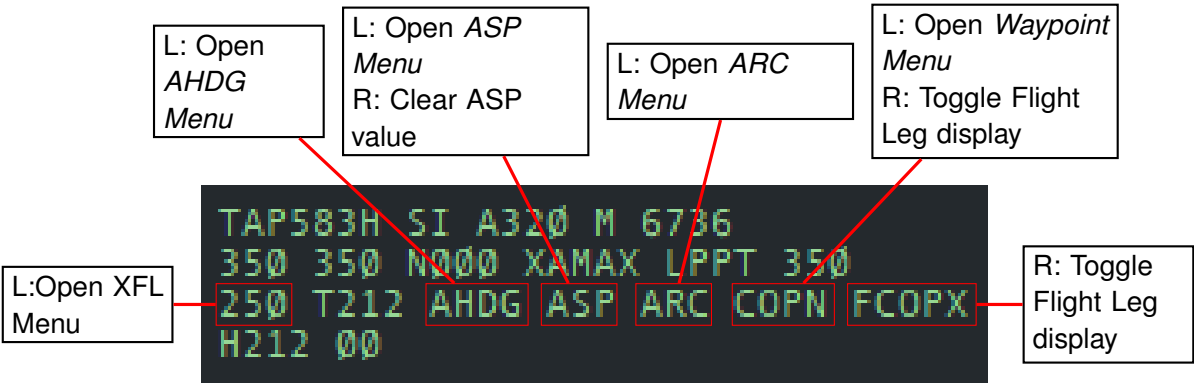 L: Open
AHDG
Menu
L: Open ASP
Menu
R: Clear ASP
value
L: Open ARC
Menu
L: Open Waypoint
Menu
R: Toggle Flight
Leg display
TAP583H SI A32Ø M 6736
35Ø 35Ø NØØØ XAMAX LPPT 35Ø
25Ø T212 AHDG ASP ARC COPN FCOPX
H212 ØØ
L:Open XFL
Menu
R: Toggle
Flight Leg
display